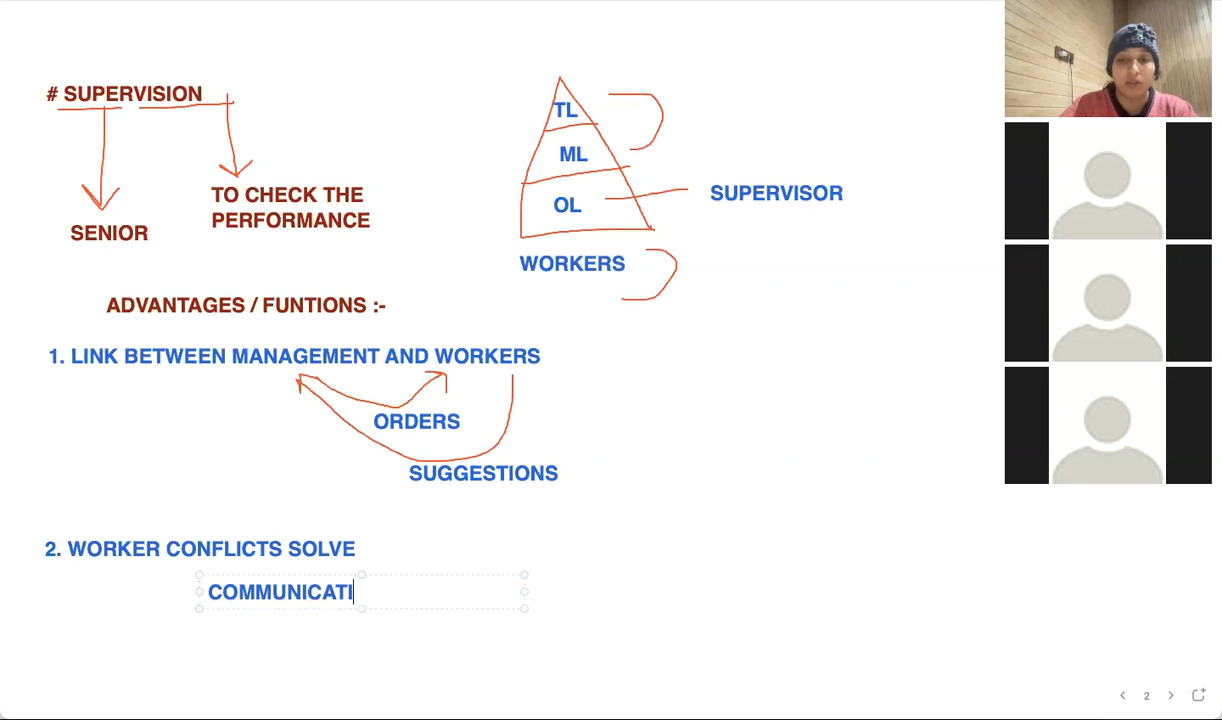 # SUPERVISION
SENIOR
TO CHECK THE
PERFORMANCE
TL
ML
OL
SUPERVISOR
WORKERS
ADVANTAGES / FUNTIONS :-
1. LINK BETWEEN MANAGEMENT AND WORKERS
ORDERS
SUGGESTIONS
2. WORKER CONFLICTS SOLVE
COMMUNICATI
2